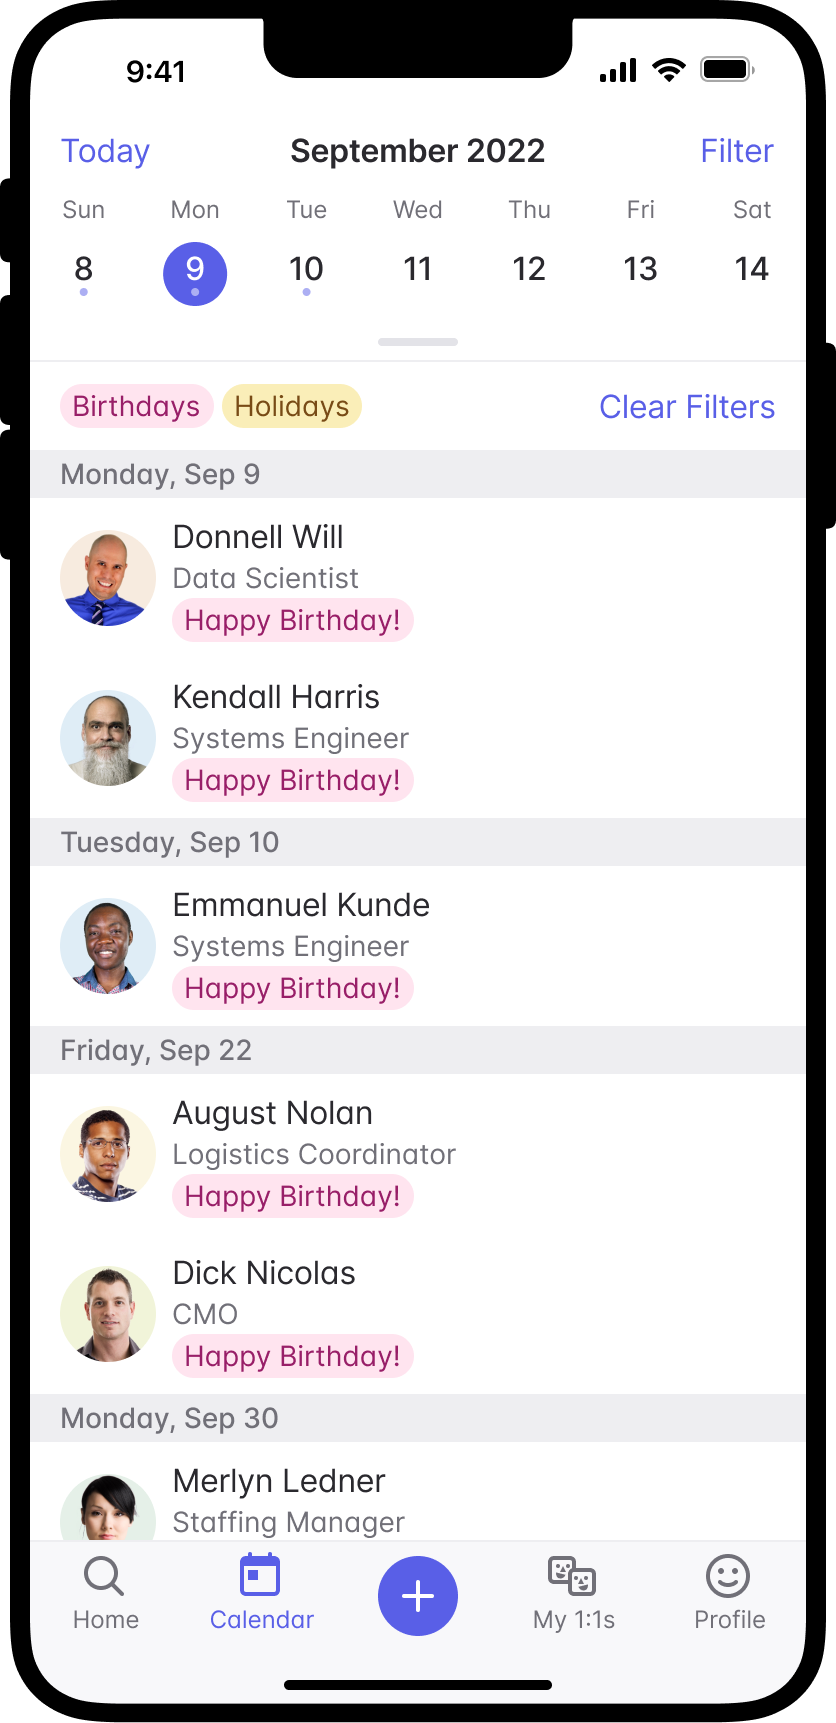 9:41
Today September 2022 Filter
Sun Mon Tue Wed Thu Fri Sat
8 9 10 11 12 13 14
Birthdays Holidays Clear Filters
Monday, Sep 9
Donnell Will
Data Scientist
Happy Birthday!
Kendall Harris
Systems Engineer
Happy Birthday!
Tuesday, Sep 10
Emmanuel Kunde
Systems Engineer
Happy Birthday!
Friday, Sep 22
August Nolan
Logistics Coordinator
Happy Birthday!
Dick Nicolas
CMO
Happy Birthday!
Monday, Sep 30
Merlyn Ledner
Staffing Manager
Home Calendar My 1:1s Profile